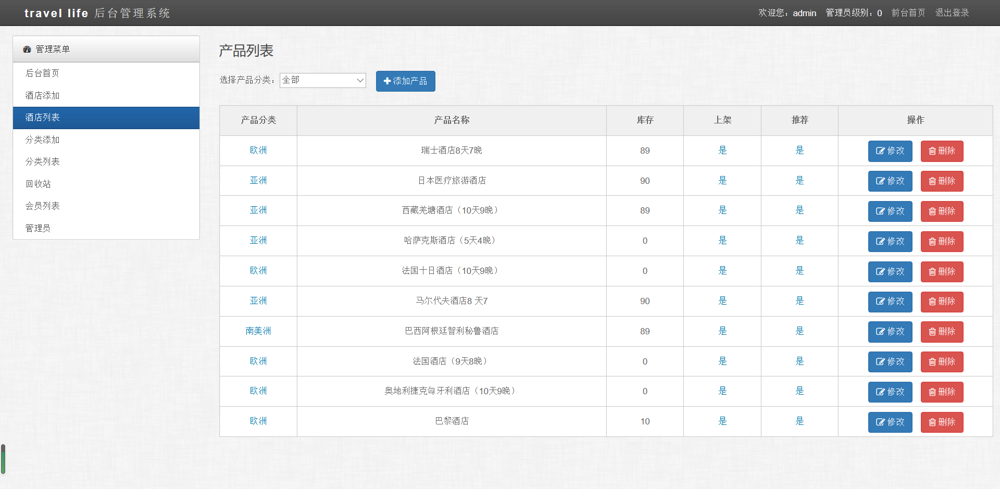 travel life 后台管理系统 欢迎您：admin 管理员级别：0 前台首页 退出登录
管理菜单
后台首页
酒店添加
酒店列表
分类添加
分类列表
回收站
会员列表
管理员
产品列表
选择产品分类： 全部 添加产品
产品分类 产品名称 库存 上架 推荐 操作
欧洲 瑞士酒店8天7晚 89 是 是 修改 删除
亚洲 日本医疗旅游酒店 90 是 是 修改 删除
亚洲 西藏羌塘酒店（10天9晚） 89 是 是 修改 删除
亚洲 哈萨克斯酒店（5天4晚） 0 是 是 修改 删除
欧洲 法国十日酒店（10天9晚） 0 是 是 修改 删除
亚洲 马尔代夫酒店8 天7 90 是 是 修改 删除
南美洲 巴西阿根廷智利秘鲁酒店 89 是 是 修改 删除
欧洲 法国酒店（9天8晚） 0 是 是 修改 删除
欧洲 奥地利捷克匈牙利酒店（10天9晚） 0 是 是 修改 删除
欧洲 巴黎酒店 10 是 是 修改 删除